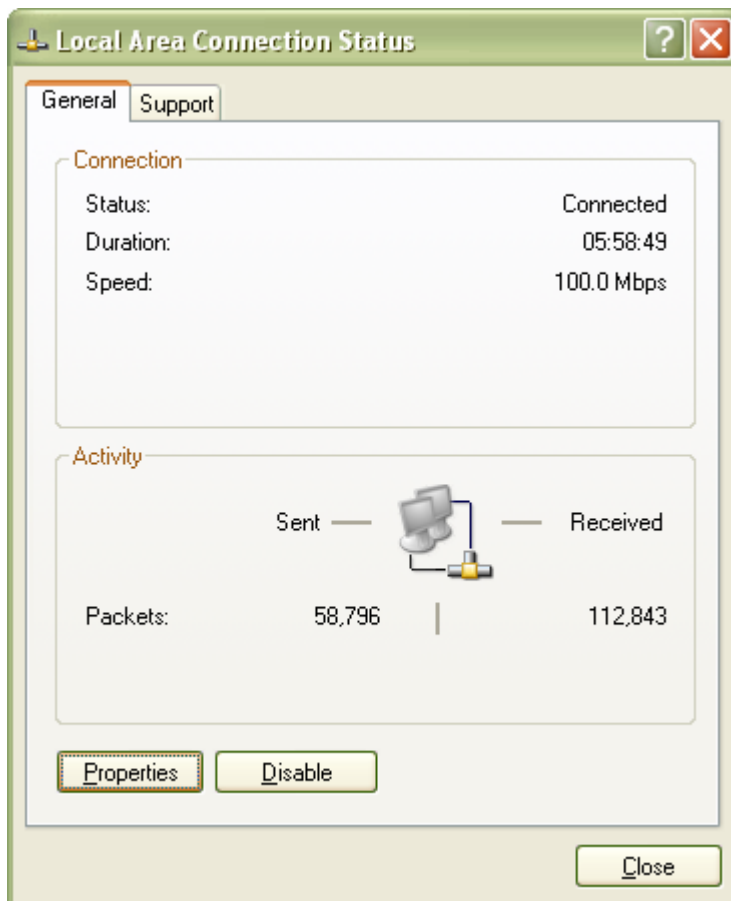 Local Area Connection Status
General Support
Connection
Status: Connected
Duration: 05:58:49
Speed: 100.0 Mbps
Activity
Sent Received
Packets: 58,796 112,843
Properties Disable
Close